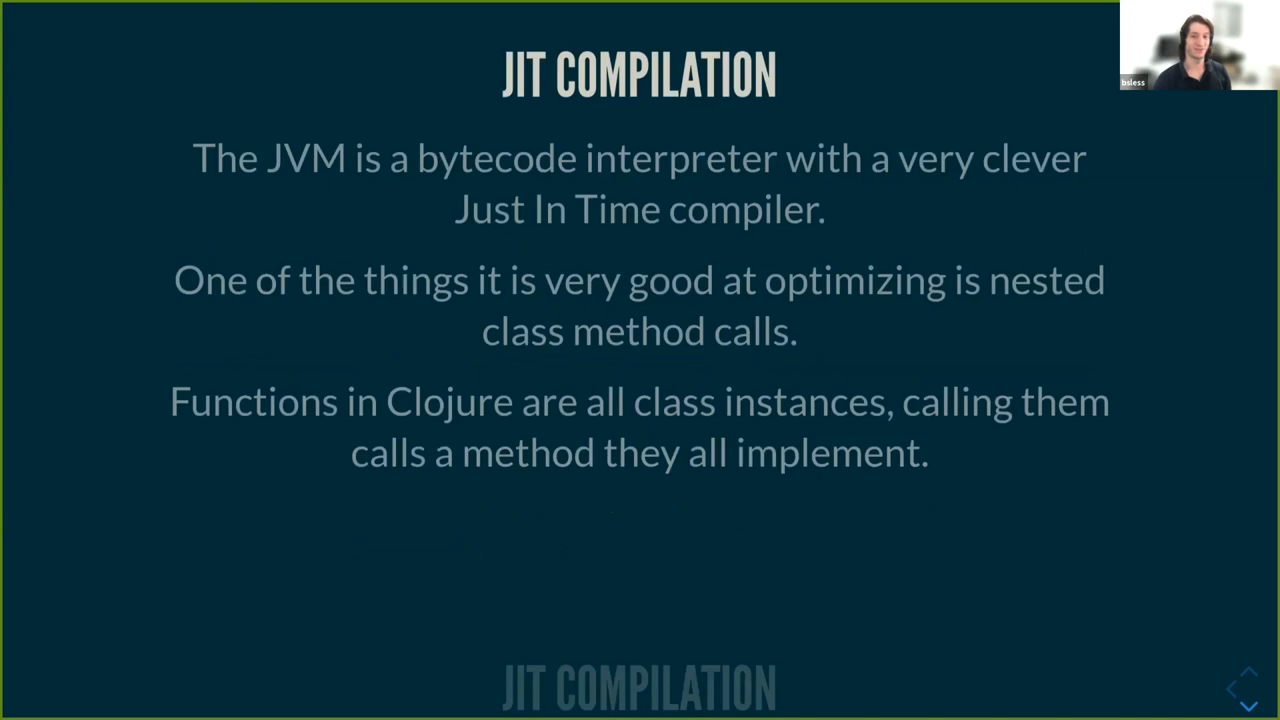 JIT COMPILATION
bsless
The JVM is a bytecode interpreter with a very clever
Just In Time compiler.
One of the things it is very good at optimizing is nested
class method calls.
Functions in Clojure are all class instances, calling them
calls a method they all implement.
JIT COMPILATION